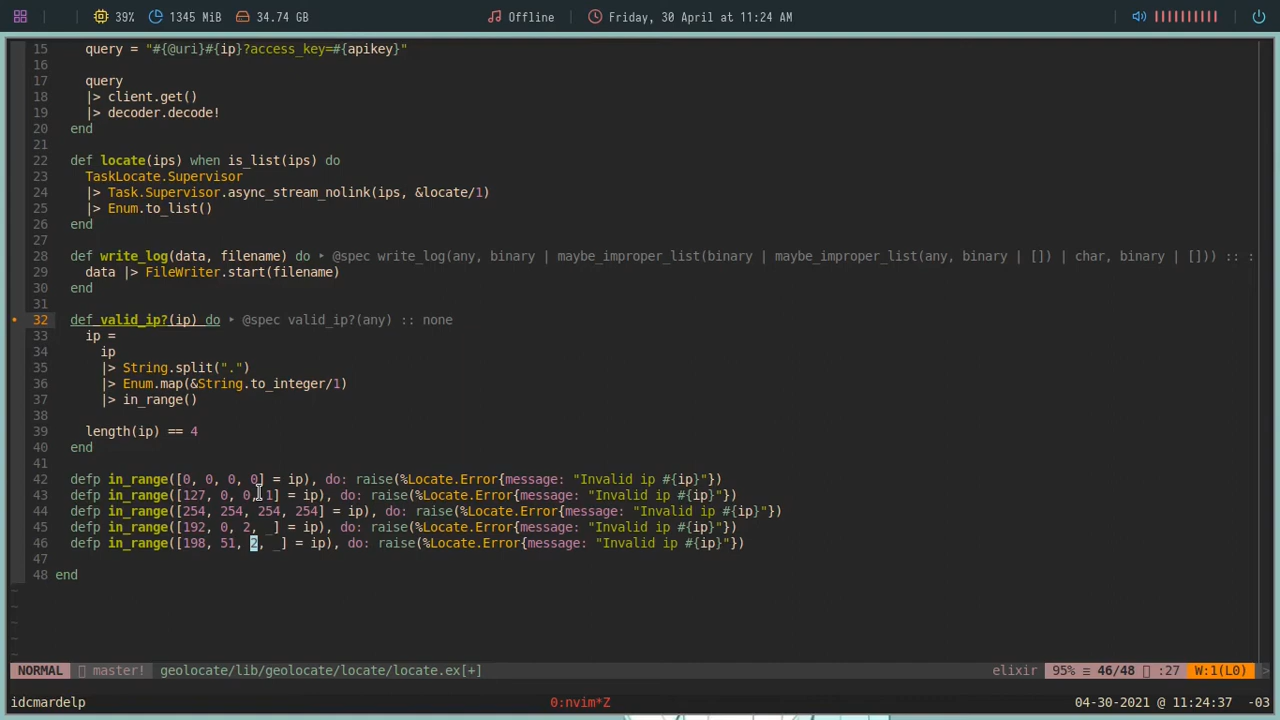 39% 1345 MiB 34.74 GB Offline Friday, 30 April at 11:24 AM
15 query = "#{@uri}#{ip}?access_key=#{apikey}"
16
17 query
18 |> client.get()
19 |> decoder.decode!
20 end
21
22 def locate(ips) when is_list(ips) do
23 TaskLocate.Supervisor
24 |> Task.Supervisor.async_stream_nolink(ips, &locate/1)
25 |> Enum.to_list()
26 end
27
28 def write_log(data, filename) do ‣ @spec write_log(any, binary | maybe_improper_list(binary | maybe_improper_list(any, binary | []) | char, binary | [])) :: :
29 data |> FileWriter.start(filename)
30 end
31
• 32 def valid_ip?(ip) do ‣ @spec valid_ip?(any) :: none
33 ip =
34 ip
35 |> String.split(".")
36 |> Enum.map(&String.to_integer/1)
37 |> in_range()
38
39 length(ip) == 4
40 end
41
42 defp in_range([0, 0, 0, 0] = ip), do: raise(%Locate.Error{message: "Invalid ip #{ip}"})
43 defp in_range([127, 0, 0, 1] = ip), do: raise(%Locate.Error{message: "Invalid ip #{ip}"})
44 defp in_range([254, 254, 254, 254] = ip), do: raise(%Locate.Error{message: "Invalid ip #{ip}"})
45 defp in_range([192, 0, 2, _] = ip), do: raise(%Locate.Error{message: "Invalid ip #{ip}"})
46 defp in_range([198, 51, 2, _] = ip), do: raise(%Locate.Error{message: "Invalid ip #{ip}"})
47
48 end
~
~
~
~
~
NORMAL master! geolocate/lib/geolocate/locate/locate.ex[+] elixir 95% ≡ 46/48 :27 W:1(L0)
idcmardelp 0:nvim*Z 04-30-2021 @ 11:24:37 -03